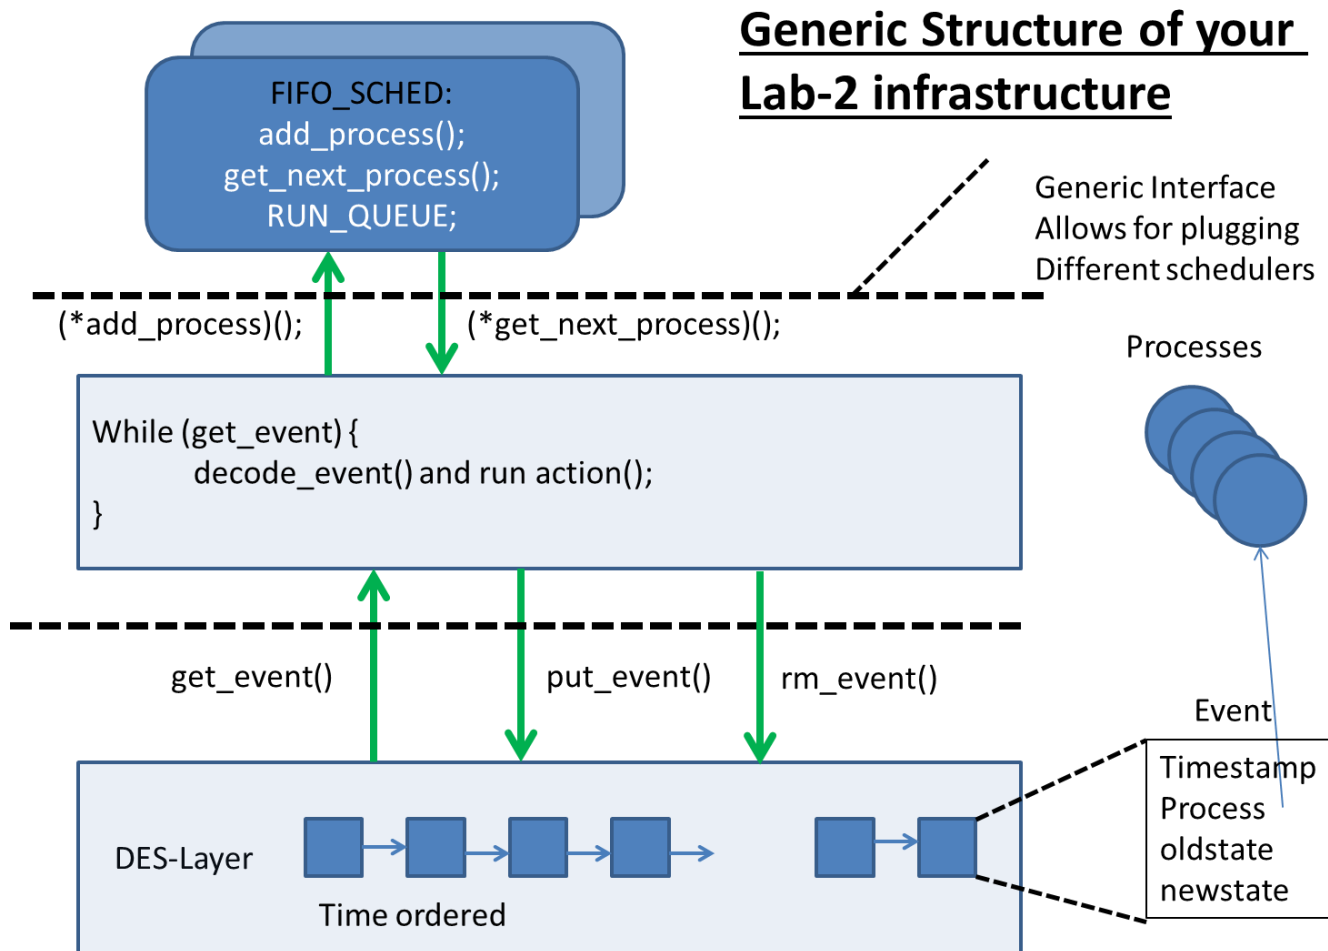 Generic Structure of your
Lab-2 infrastructure
FIFO_SCHED:
add_process();
get_next_process();
RUN_QUEUE;
Generic Interface
Allows for plugging
Different schedulers
(*add_process)();
(*get_next_process)();
Processes
While (get_event) {
decode_event() and run action();
}
get_event()
put_event()
rm_event()
Event
Timestamp
Process
oldstate
newstate
DES-Layer
Time ordered